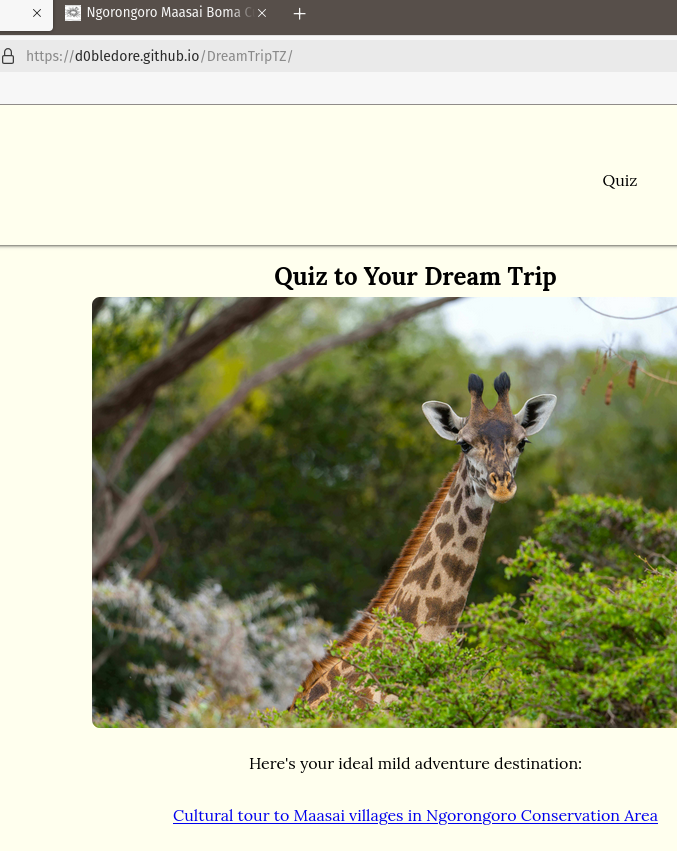 Ngorongoro Maasai Boma C
https://d0bledore.github.io/DreamTripTZ/
Quiz
Quiz to Your Dream Trip
Here's your ideal mild adventure destination:
Cultural tour to Maasai villages in Ngorongoro Conservation Area